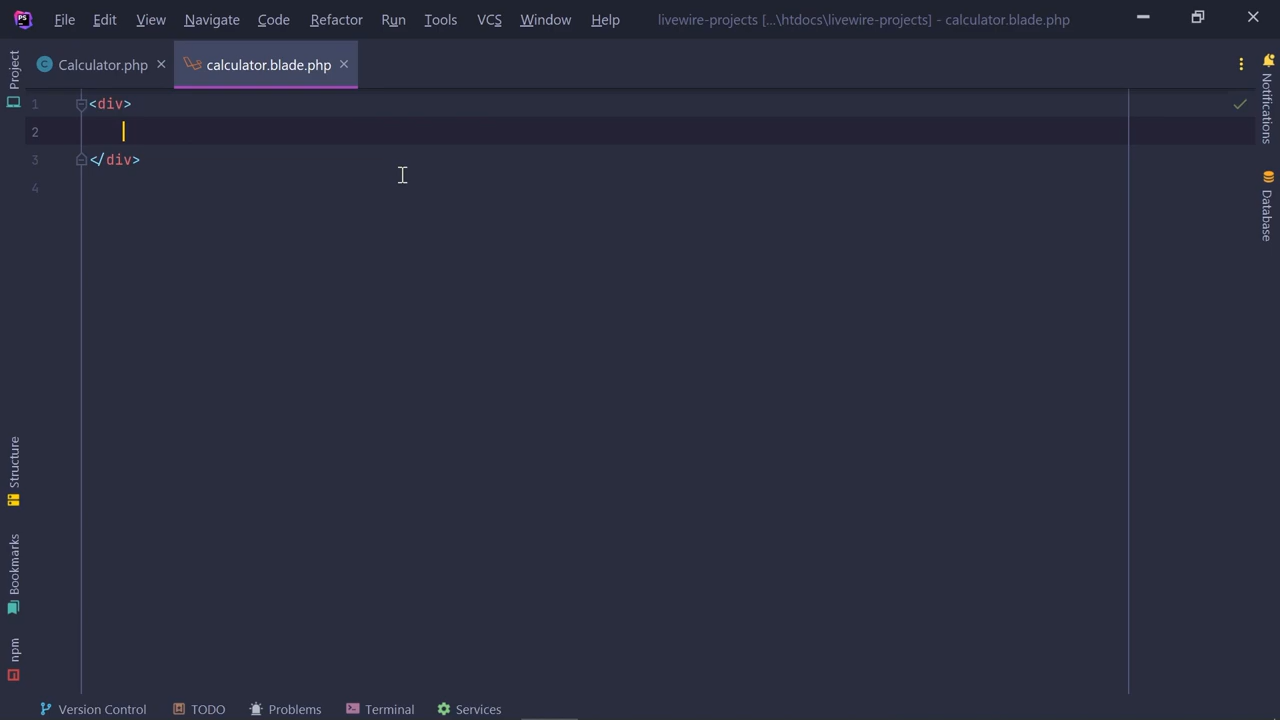 PS File Edit View Navigate Code Refactor Run Tools VCS Window Help livewire-projects [...\htdocs\livewire-projects] - calculator.blade.php
Project
C Calculator.php calculator.blade.php
Notifications
Database
1 <div>
2
3 </div>
4
Structure
Bookmarks
npm
Version Control TODO Problems Terminal Services